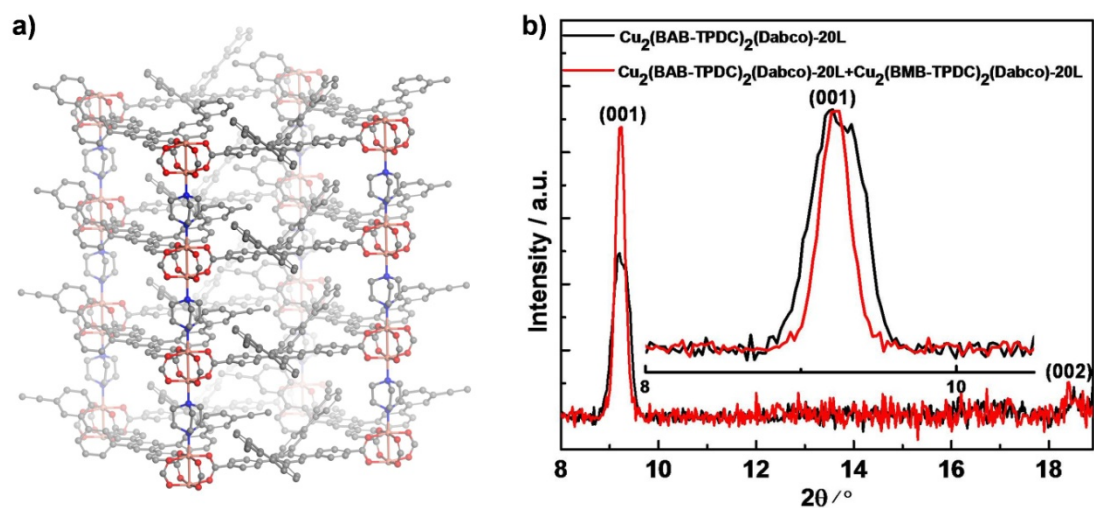 a)
b)
Cu₂(BAB-TPDC)₂(Dabco)-20L
Cu₂(BAB-TPDC)₂(Dabco)-20L+Cu₂(BMB-TPDC)₂(Dabco)-20L
(001)
(001)
8
10
(002)
Intensity / a.u.
8 10 12 14 16 18
2θ / °